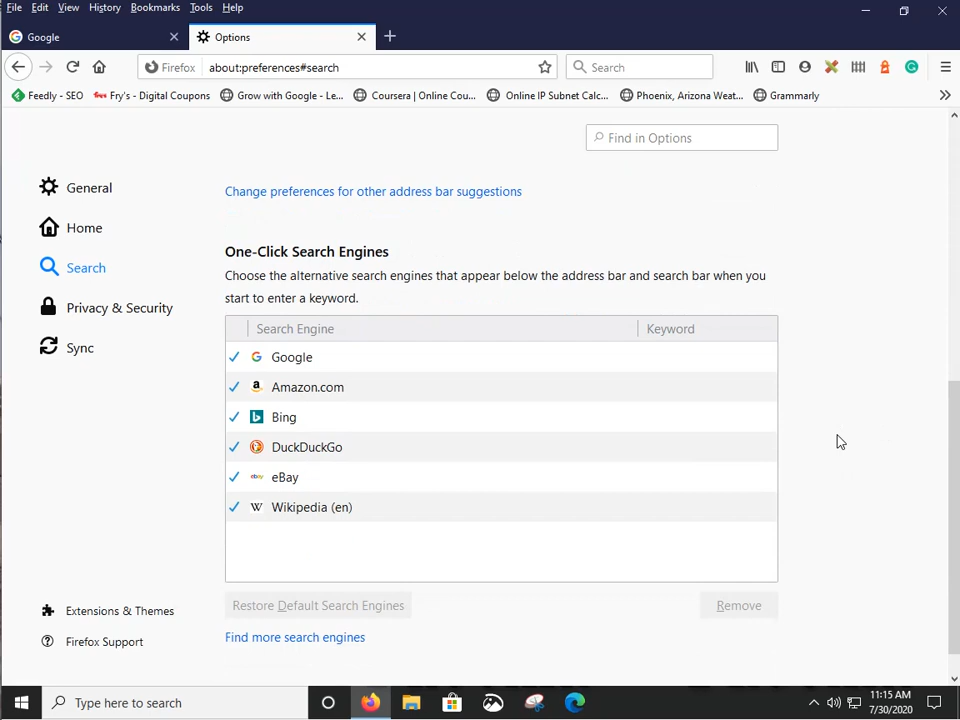 File Edit View History Bookmarks Tools Help
Google
Options
Firefox about:preferences#search
Search
Feedly - SEO Fry's - Digital Coupons Grow with Google - Le... Coursera | Online Cou... Online IP Subnet Calc... Phoenix, Arizona Weat... Grammarly
Find in Options
General
Home
Search
Privacy & Security
Sync
Extensions & Themes
Firefox Support
Change preferences for other address bar suggestions
One-Click Search Engines
Choose the alternative search engines that appear below the address bar and search bar when you
start to enter a keyword.
Search Engine Keyword
Google
Amazon.com
Bing
DuckDuckGo
eBay
Wikipedia (en)
Restore Default Search Engines Remove
Find more search engines
Type here to search
11:15 AM
7/30/2020